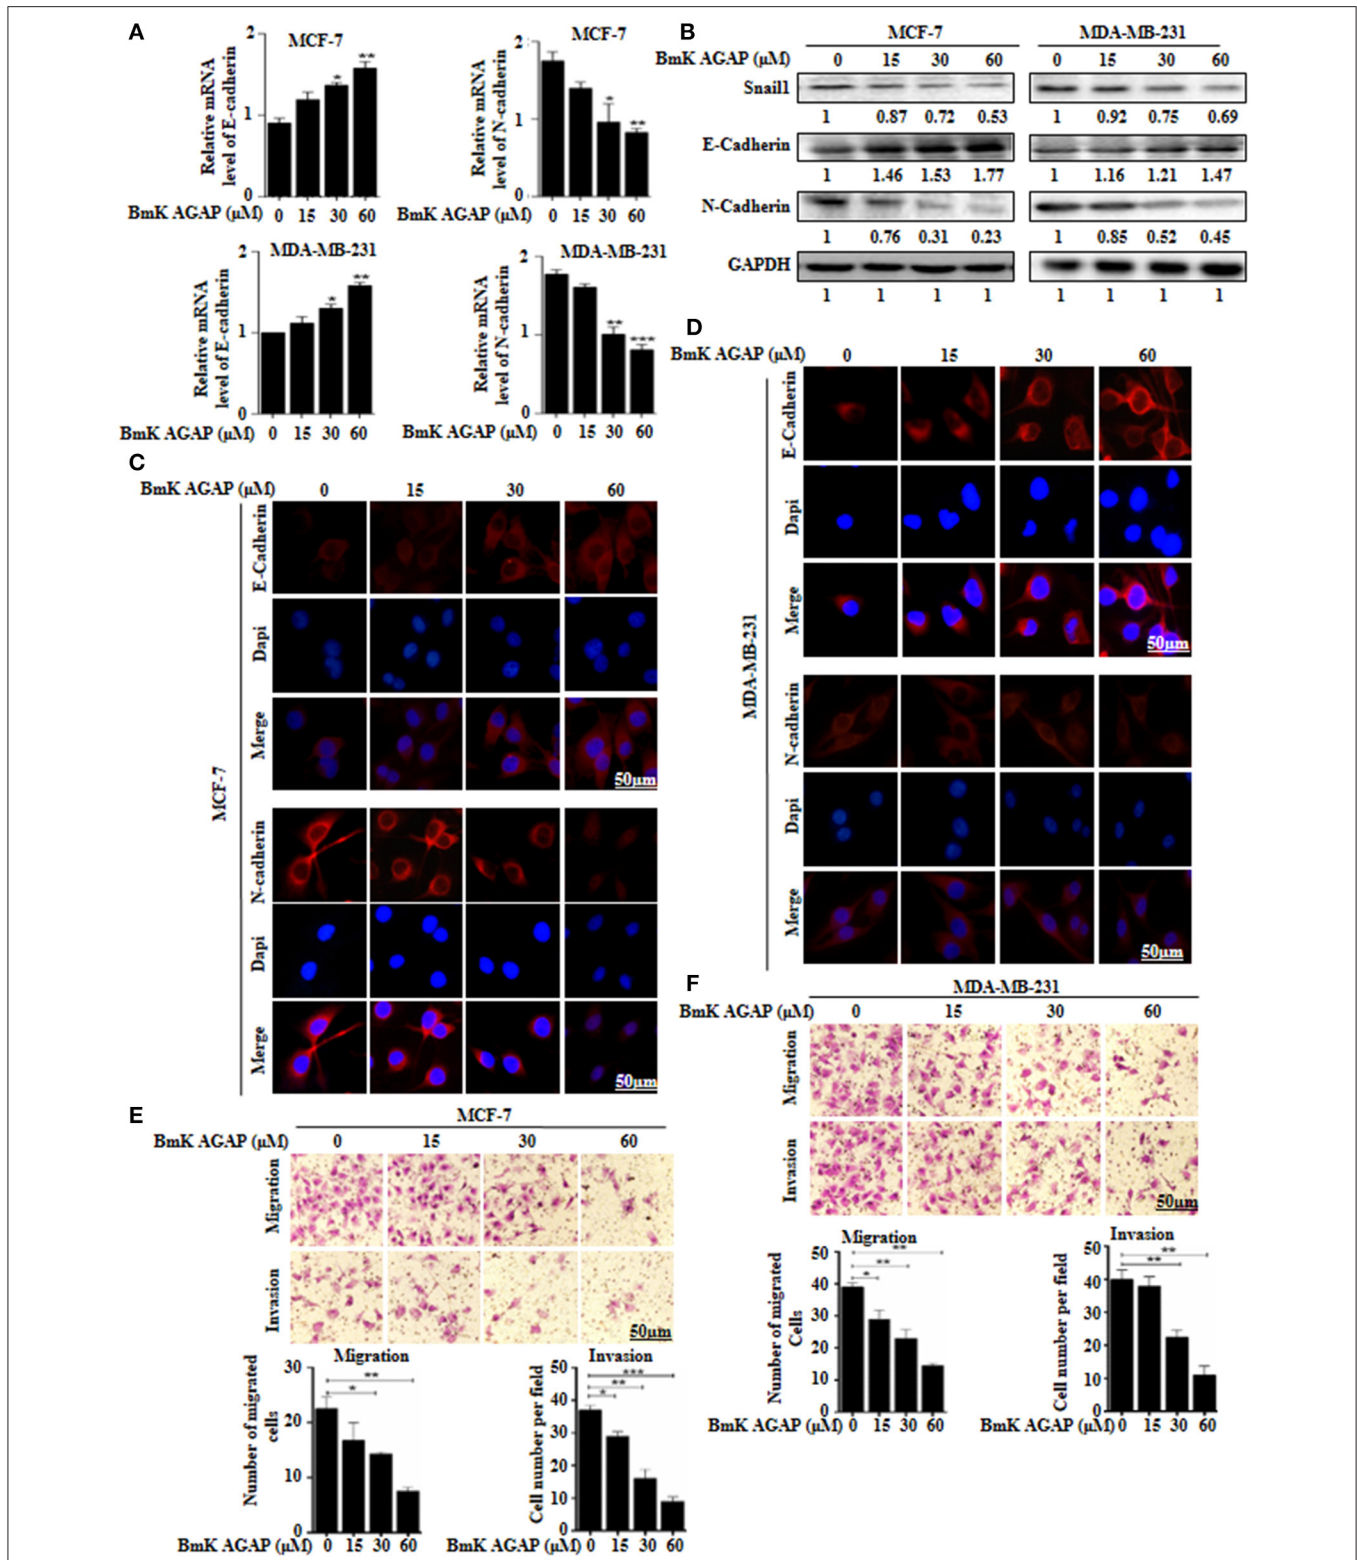 A
MCF-7
Relative mRNA
level of E-cadherin
2
1
0
*
**
BmK AGAP (μM)
0 15 30 60
MCF-7
Relative mRNA
level of N-cadherin
2
1
0
*
**
BmK AGAP (μM)
0 15 30 60
MDA-MB-231
Relative mRNA
level of E-cadherin
2
1
0
*
**
BmK AGAP (μM)
0 15 30 60
MDA-MB-231
Relative mRNA
level of N-cadherin
2
1
0
**
***
BmK AGAP (μM)
0 15 30 60
B
MCF-7 MDA-MB-231
BmK AGAP (μM) 0 15 30 60 0 15 30 60
Snail1
1 0.87 0.72 0.53 1 0.92 0.75 0.69
E-Cadherin
1 1.46 1.53 1.77 1 1.16 1.21 1.47
N-Cadherin
1 0.76 0.31 0.23 1 0.85 0.52 0.45
GAPDH
1 1 1 1 1 1 1 1
C
BmK AGAP (μM) 0 15 30 60
MCF-7
E-Cadherin
Dapi
Merge
50μm
N-cadherin
Dapi
Merge
50μm
D
BmK AGAP (μM) 0 15 30 60
MDA-MB-231
E-Cadherin
Dapi
Merge
50μm
N-cadherin
Dapi
Merge
50μm
E
MCF-7
BmK AGAP (μM) 0 15 30 60
Migration
Invasion
50μm
Migration
Number of migrated
cells
30
20
10
0
**
*
BmK AGAP (μM) 0 15 30 60
Invasion
Cell number per field
50
40
30
20
10
0
***
**
*
BmK AGAP (μM) 0 15 30 60
F
MDA-MB-231
BmK AGAP (μM) 0 15 30 60
Migration
Invasion
50μm
Migration
Number of migrated
Cells
50
40
30
20
10
0
**
**
*
BmK AGAP (μM) 0 15 30 60
Invasion
Cell number per field
50
40
30
20
10
0
**
**
BmK AGAP (μM) 0 15 30 60